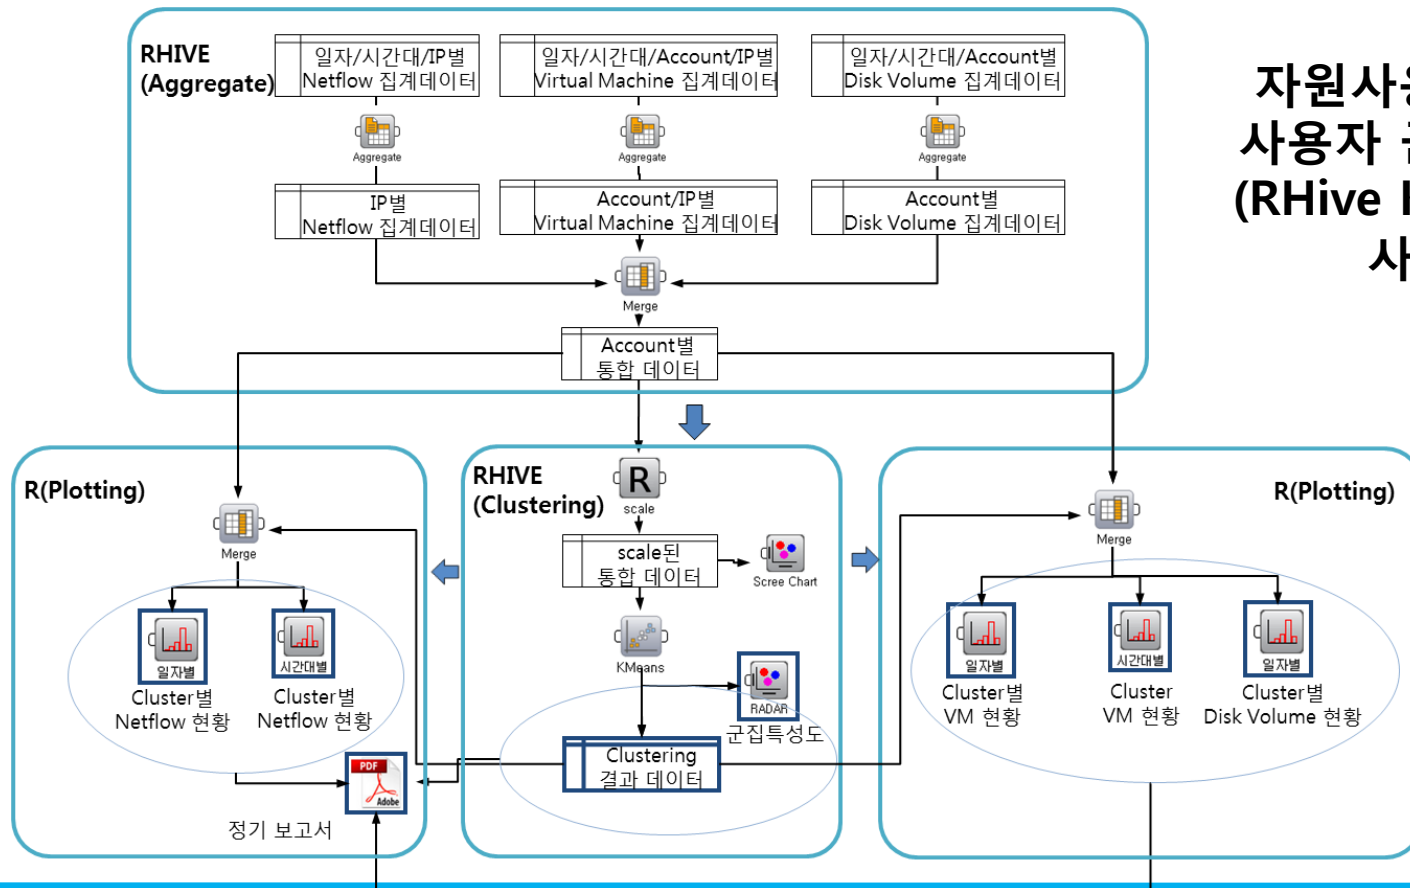 RHIVE
(Aggregate)
일자/시간대/IP별
Netflow 집계데이터
일자/시간대/Account/IP별
Virtual Machine 집계데이터
일자/시간대/Account별
Disk Volume 집계데이터
Aggregate
Aggregate
Aggregate
IP별
Netflow 집계데이터
Account/IP별
Virtual Machine 집계데이터
Account별
Disk Volume 집계데이터
Merge
Account별
통합 데이터
자원사
사용자
(RHive
사
R(Plotting)
Merge
일자별
시간대별
Cluster별
Netflow 현황
Cluster별
Netflow 현황
PDF
Adobe
정기 보고서
RHIVE
(Clustering)
R
scale
scale된
통합 데이터
Scree Chart
KMeans
RADAR
군집특성도
Clustering
결과 데이터
R(Plotting)
Merge
일자별
시간대별
일자별
Cluster별
VM 현황
Cluster
VM 현황
Cluster별
Disk Volume 현황